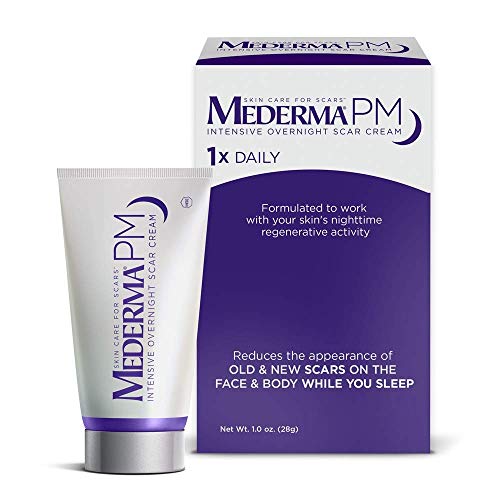 SKIN CARE FOR SCARS™
MEDERMA® PM
INTENSIVE OVERNIGHT SCAR CREAM
1x DAILY
Formulated to work
with your skin's nighttime
regenerative activity
Reduces the appearance of
OLD & NEW SCARS ON THE
FACE & BODY WHILE YOU SLEEP
Net Wt. 1.0 oz. (28g)
SKIN CARE FOR SCARS™
MEDERMA® PM
INTENSIVE OVERNIGHT SCAR CREAM